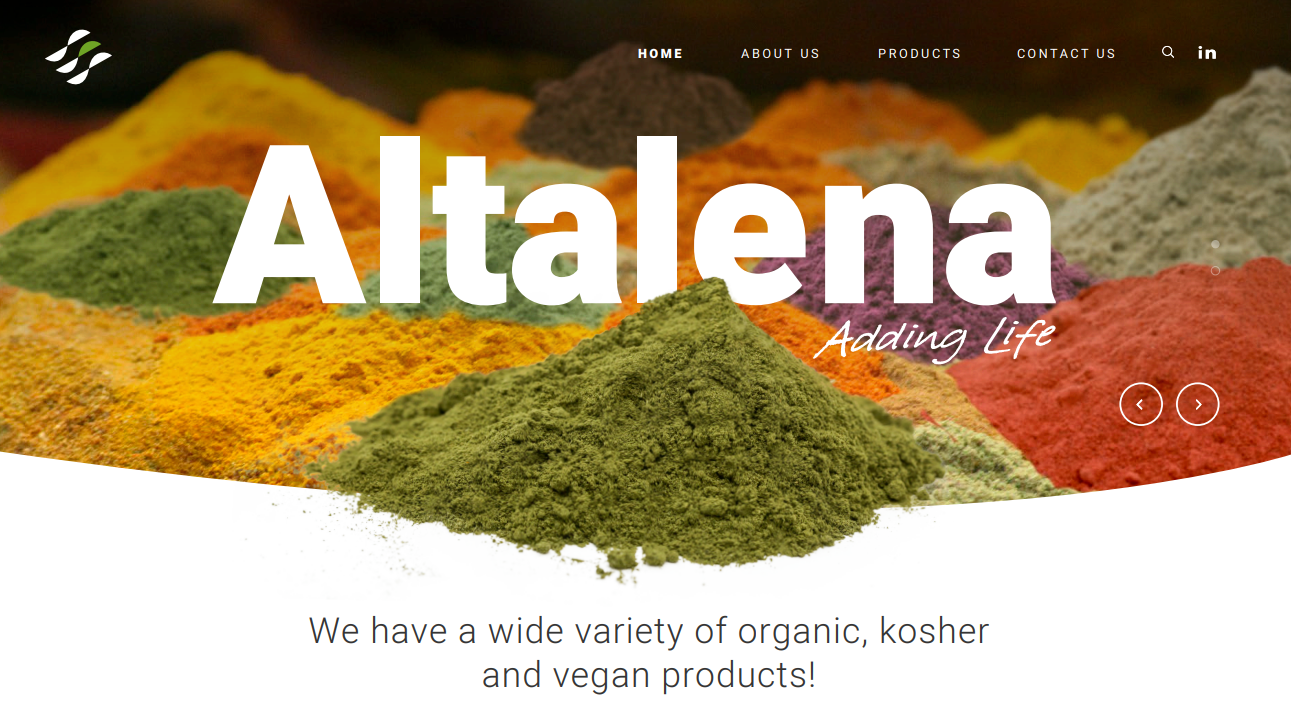 HOME ABOUT US PRODUCTS CONTACT US in
Altalena
Adding Life
We have a wide variety of organic, kosher
and vegan products!